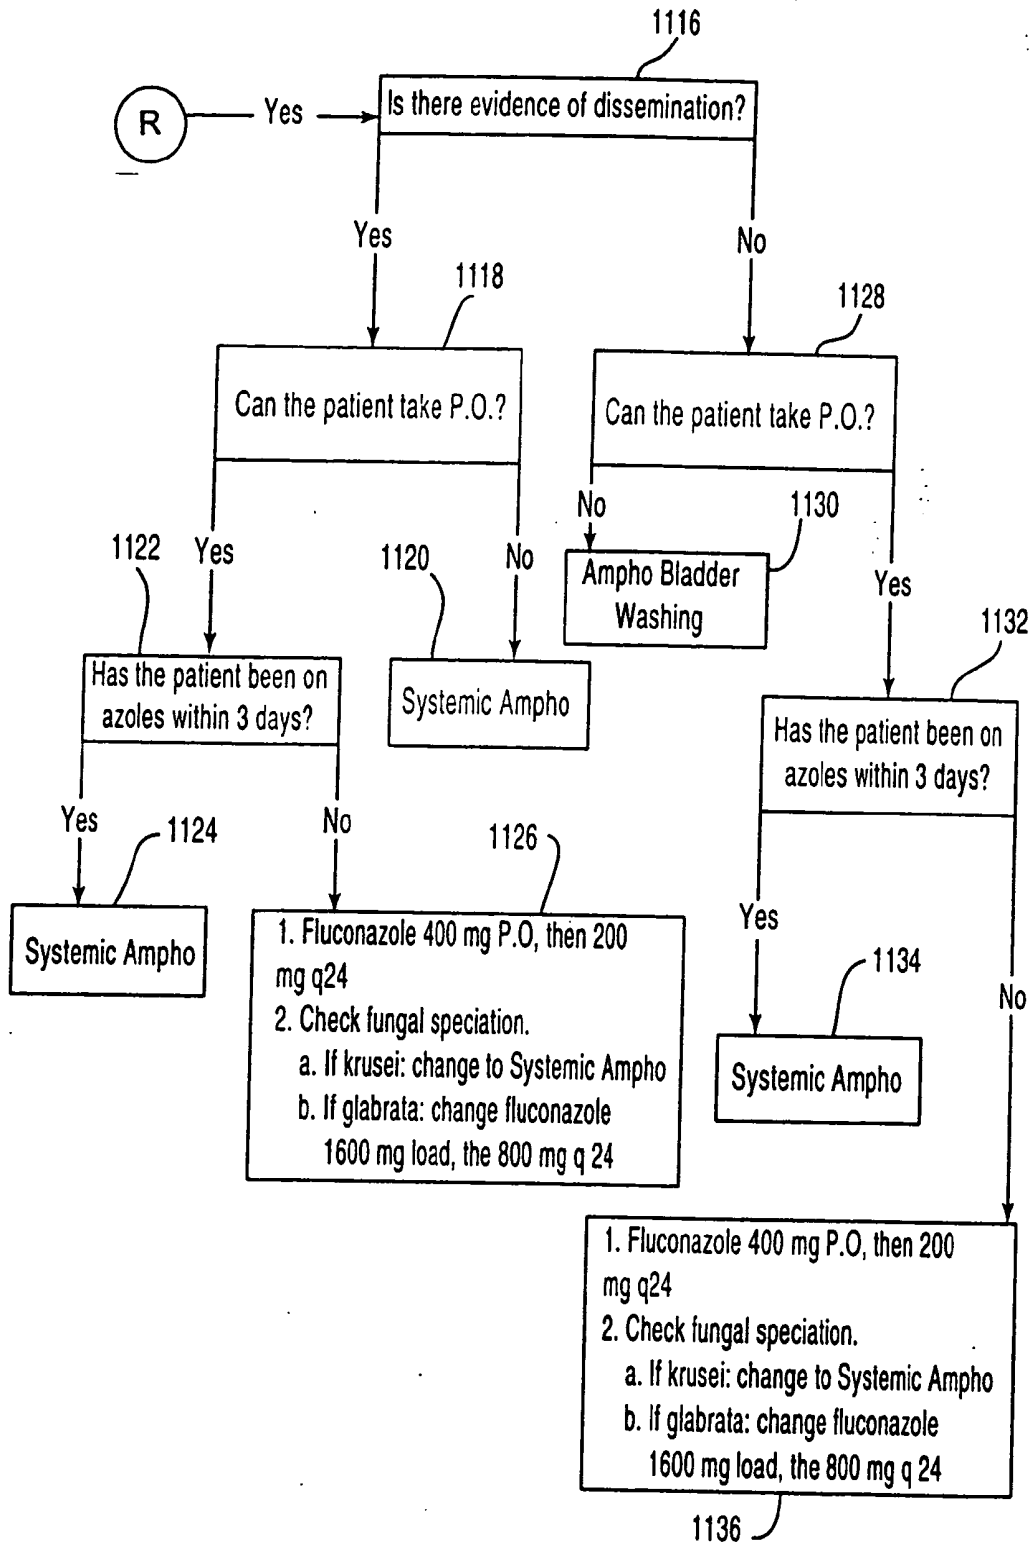 1116
R
Yes
Is there evidence of dissemination?
Yes
No
1118
1128
Can the patient take P.O.?
Can the patient take P.O.?
No
1130
1122
Yes
1120
No
Ampho Bladder
Washing
Yes
1132
Has the patient been on
azoles within 3 days?
Systemic Ampho
Has the patient been on
azoles within 3 days?
Yes
1124
No
1126
Systemic Ampho
1. Fluconazole 400 mg P.O, then 200
mg q24
2. Check fungal speciation.
a. If krusei: change to Systemic Ampho
b. If glabrata: change fluconazole
1600 mg load, the 800 mg q 24
Yes
1134
No
Systemic Ampho
1. Fluconazole 400 mg P.O, then 200
mg q24
2. Check fungal speciation.
a. If krusei: change to Systemic Ampho
b. If glabrata: change fluconazole
1600 mg load, the 800 mg q 24
1136